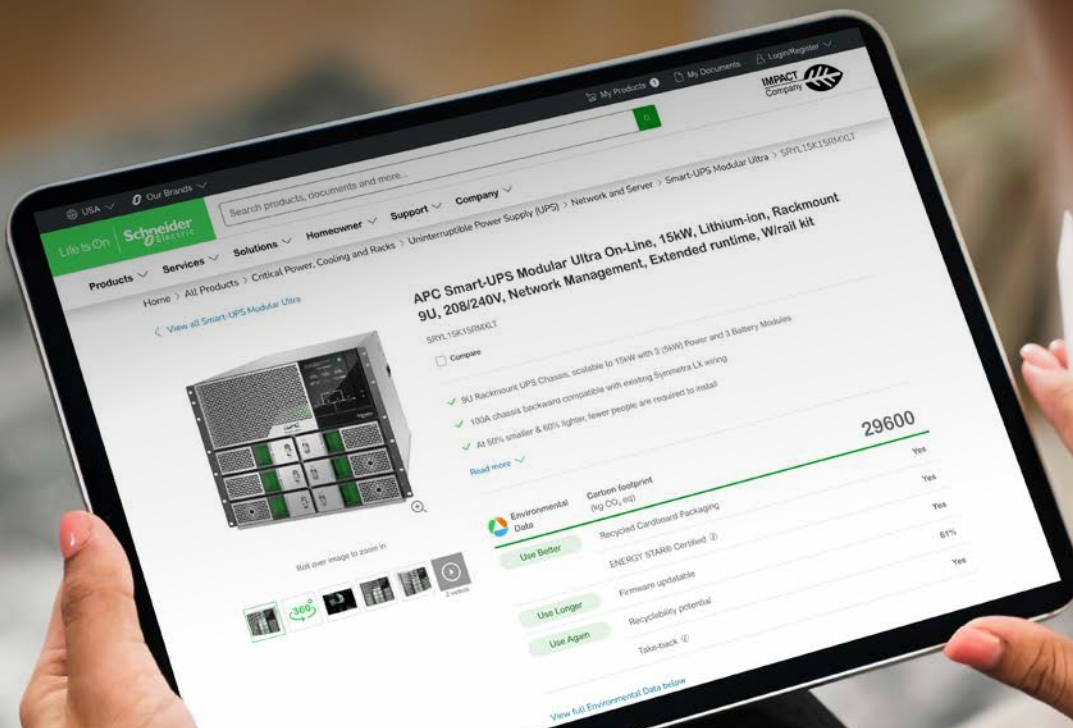 USA
Our Brands
My Products 1
My Documents
Login/Register
Life Is On | Schneider Electric
Search products, documents and more...
IMPACT
Company
Products
Services
Solutions
Homeowner
Support
Company
Home > All Products > Critical Power, Cooling and Racks > Uninterruptible Power Supply (UPS) > Network and Server > Smart-UPS Modular Ultra > SRYL15K15RMXLT
View all Smart-UPS Modular Ultra
APC Smart-UPS Modular Ultra On-Line, 15kW, Lithium-ion, Rackmount
9U, 208/240V, Network Management, Extended runtime, W/rail kit
SRYL15K15RMXLT
Compare
9U Rackmount UPS Chassis, scalable to 15kW with 3 (5kW) Power and 3 Battery Modules
100A chassis backward compatible with existing Symmetra LX wiring
At 50% smaller & 60% lighter, fewer people are required to install
Read more
Roll over image to zoom in
360°
2 videos
Environmental
Data
Carbon footprint
(kg CO₂ eq)
29600
Use Better
Recycled Cardboard Packaging
Yes
ENERGY STAR® Certified
Yes
Use Longer
Firmware updatable
Yes
Use Again
Recyclability potential
61%
Take-back
Yes
View full Environmental Data below